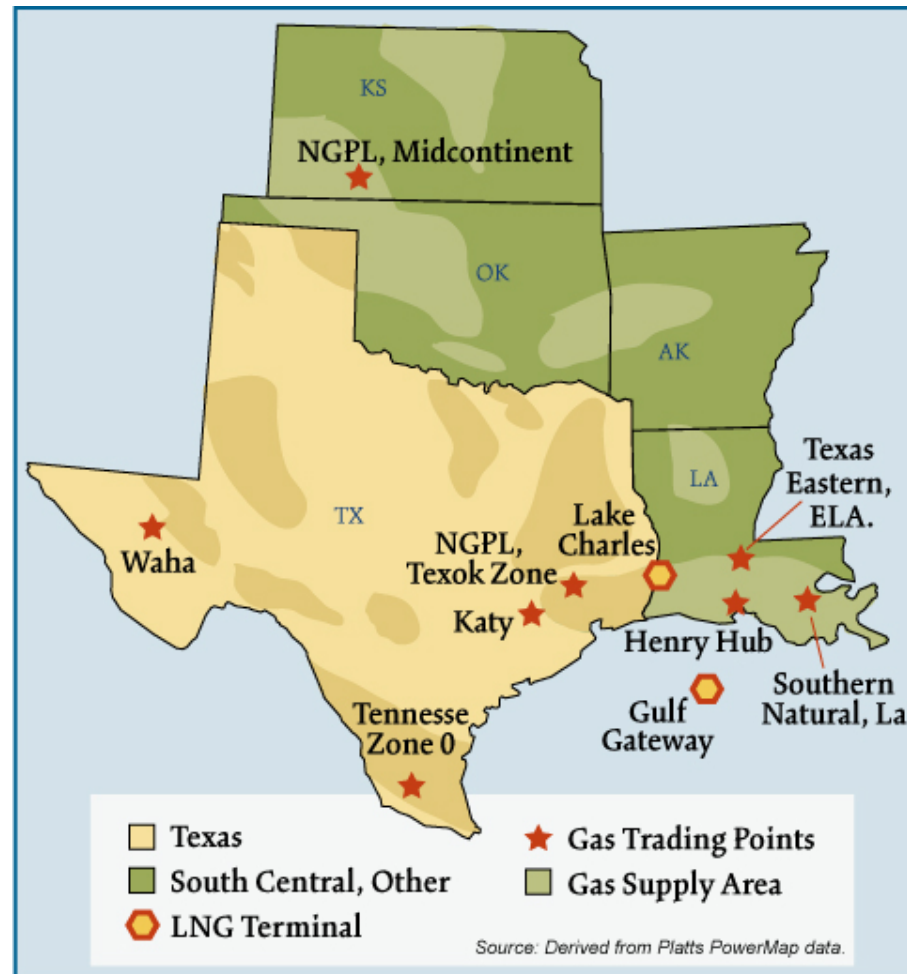 KS
NGPL, Midcontinent
OK
AK
LA
Texas
Eastern,
ELA.
TX
Lake
Charles
NGPL,
Texok Zone
Waha
Katy
Henry Hub
Southern
Natural, La
Gulf
Gateway
Tennesse
Zone 0
Texas
Gas Trading Points
South Central, Other
Gas Supply Area
LNG Terminal
Source: Derived from Platts PowerMap data.